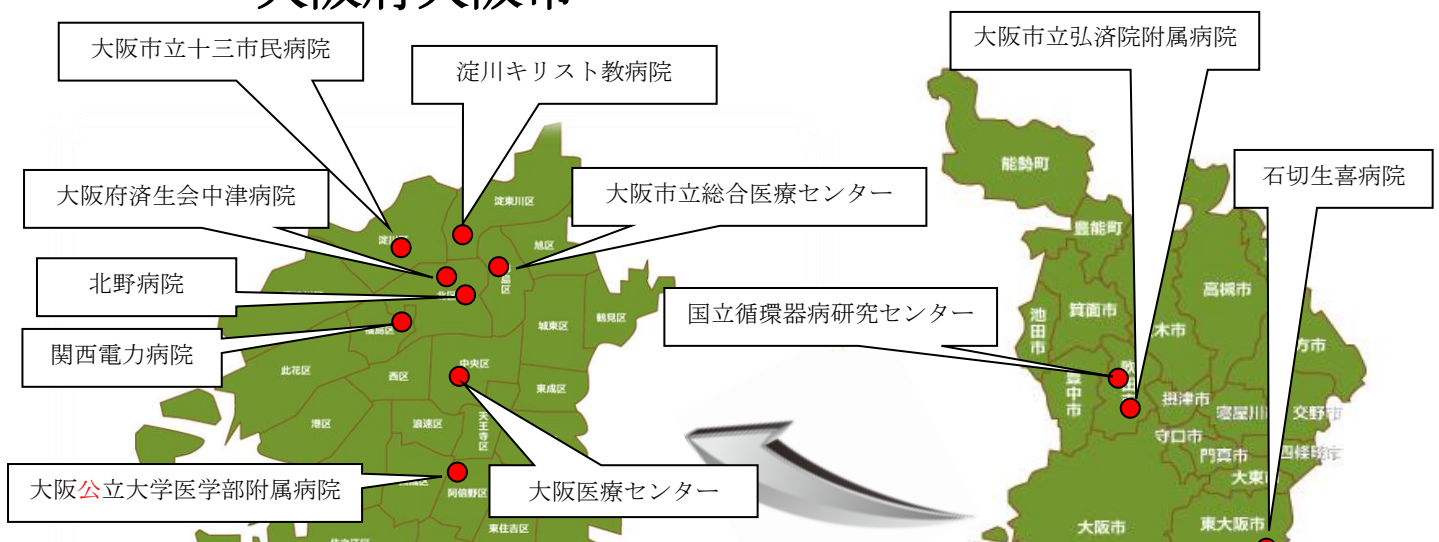 大阪府大阪市
大阪市立十三市民病院
淀川キリスト教病院
大阪市立弘済院附属病院
大阪府済生会中津病院
大阪市立総合医療センター
石切生喜病院
北野病院
国立循環器病研究センター
関西電力病院
大阪公立大学医学部附属病院
大阪医療センター
淀東川区
旭区
城東区
鶴見区
中央区
此花区
西区
東成区
港区
浪速区
天王寺区
阿倍野区
東住吉区
能勢町
豊能町
高槻市
箕面市
池田市
木市
方市
豊中市
摂津市
寝屋川
交野市
守口市
門真市
四條畷市
大東
大阪市
東大阪市